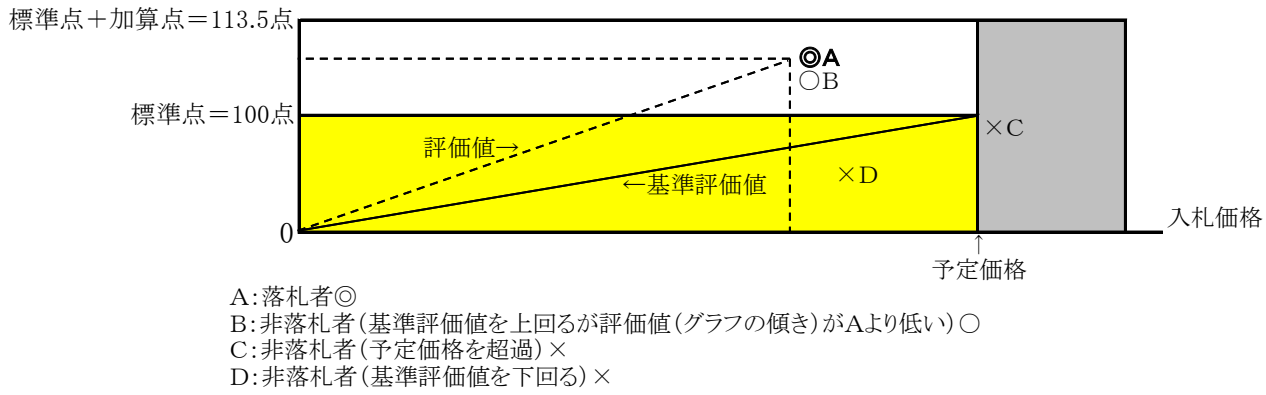 標準点＋加算点＝113.5点
◎A
○B
標準点＝100点
×C
評価値→
×D
←基準評価値
入札価格
0
↑
予定価格
A：落札者◎
B：非落札者（基準評価値を上回るが評価値（グラフの傾き）がAより低い）○
C：非落札者（予定価格を超過）×
D：非落札者（基準評価値を下回る）×